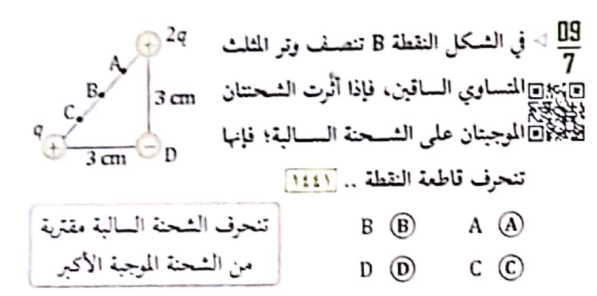 09
7
في الشكل النقطة B تنصف وتر المثلث
المتساوي الساقين، فإذا أثرت الشحنتان
الموجبتان على الشحنة السالبة؛ فإنها
تنحرف قاطعة النقطة .. ١٤٤١
A A B B
C C D D
تنحرف الشحنة السالبة مقتربة
من الشحنة الموجبة الأكبر
2q
+
A
B
C
3 cm
q
+
3 cm
−
D